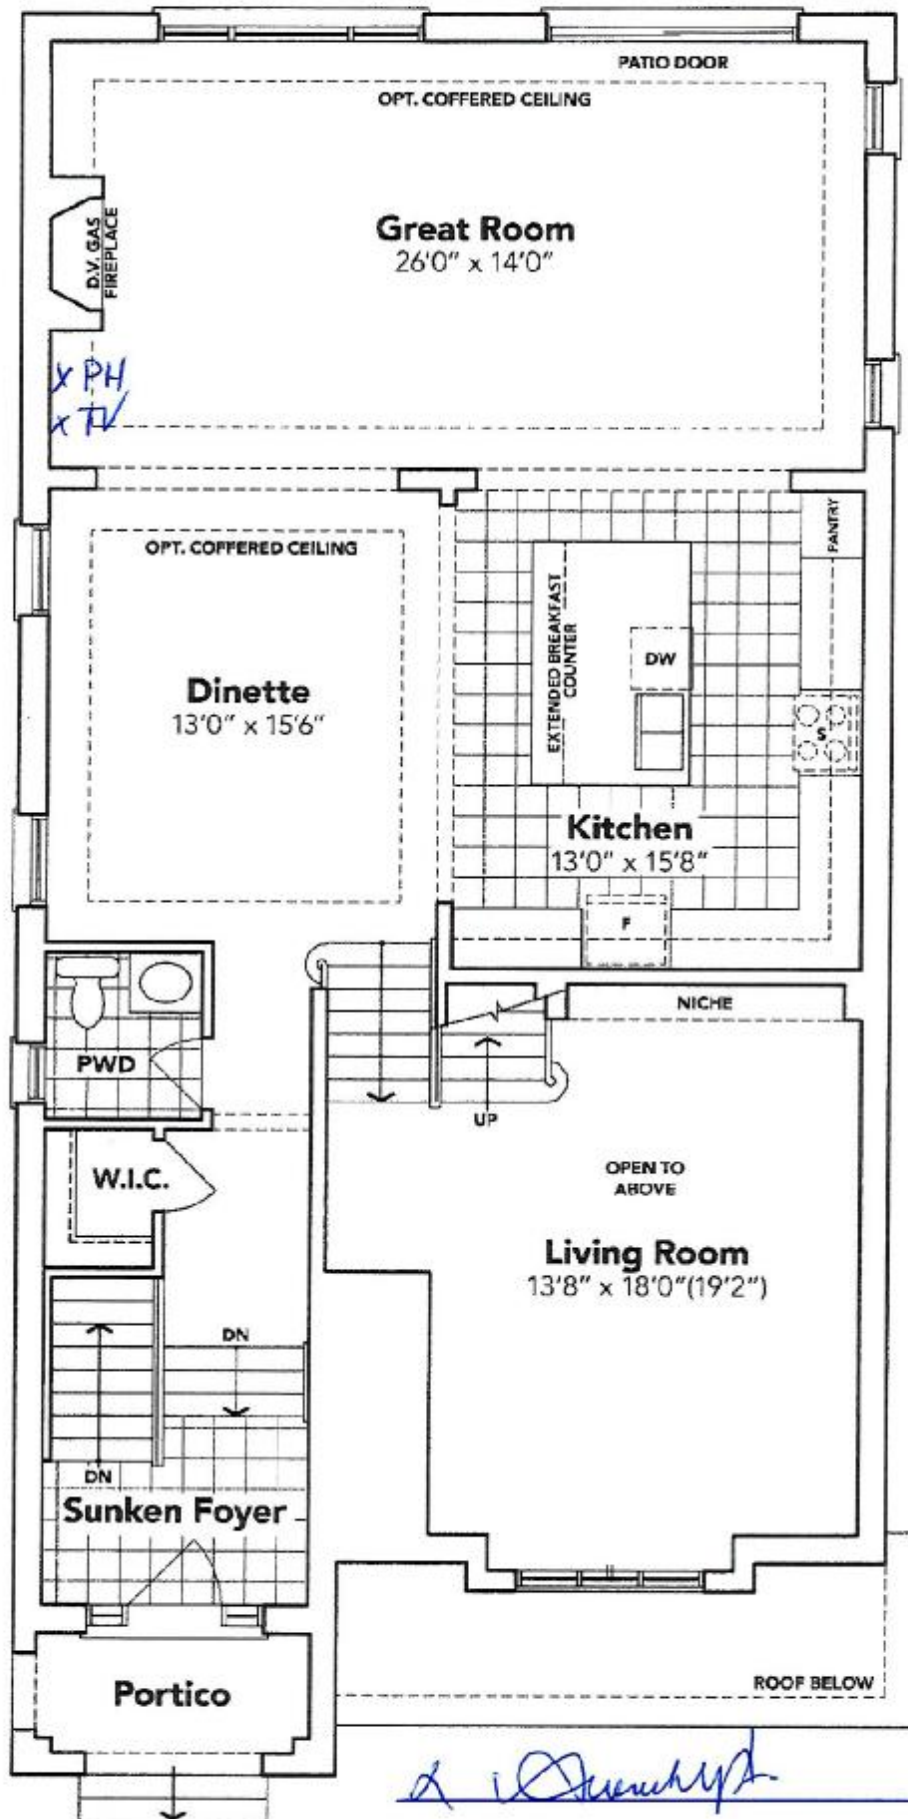 PATIO DOOR
OPT. COFFERED CEILING
Great Room
26'0" x 14'0"
D.V. GAS
FIREPLACE
x PH
x TV
OPT. COFFERED CEILING
PANTRY
EXTENDED BREAKFAST
COUNTER
DW
Dinette
13'0" x 15'6"
S
Kitchen
13'0" x 15'8"
F
NICHE
PWD
UP
W.I.C.
OPEN TO
ABOVE
Living Room
13'8" x 18'0"(19'2")
DN
DN
Sunken Foyer
Portico
ROOF BELOW